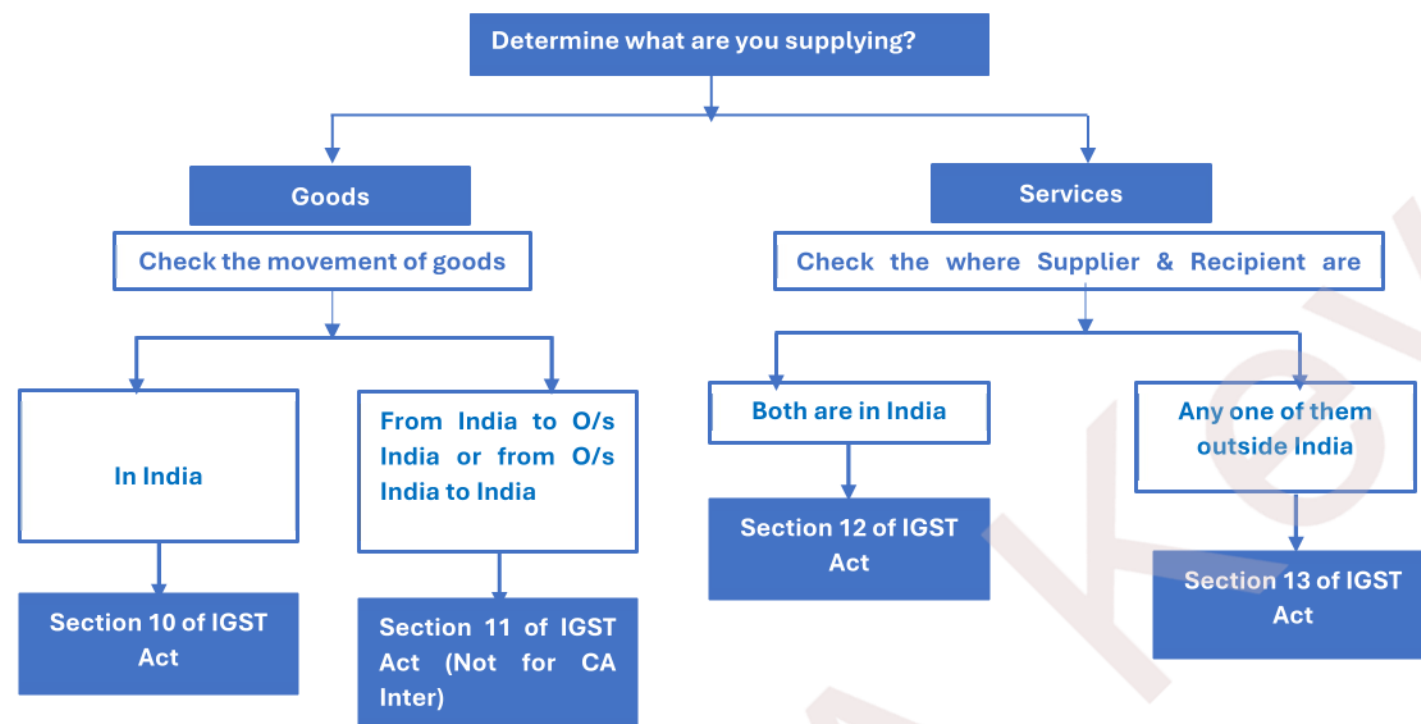 Determine what are you supplying?
Goods
Services
Check the movement of goods
Check the where Supplier & Recipient are
In India
From India to O/s
India or from O/s
India to India
Both are in India
Any one of them
outside India
Section 10 of IGST
Act
Section 11 of IGST
Act (Not for CA
Inter)
Section 12 of IGST
Act
Section 13 of IGST
Act